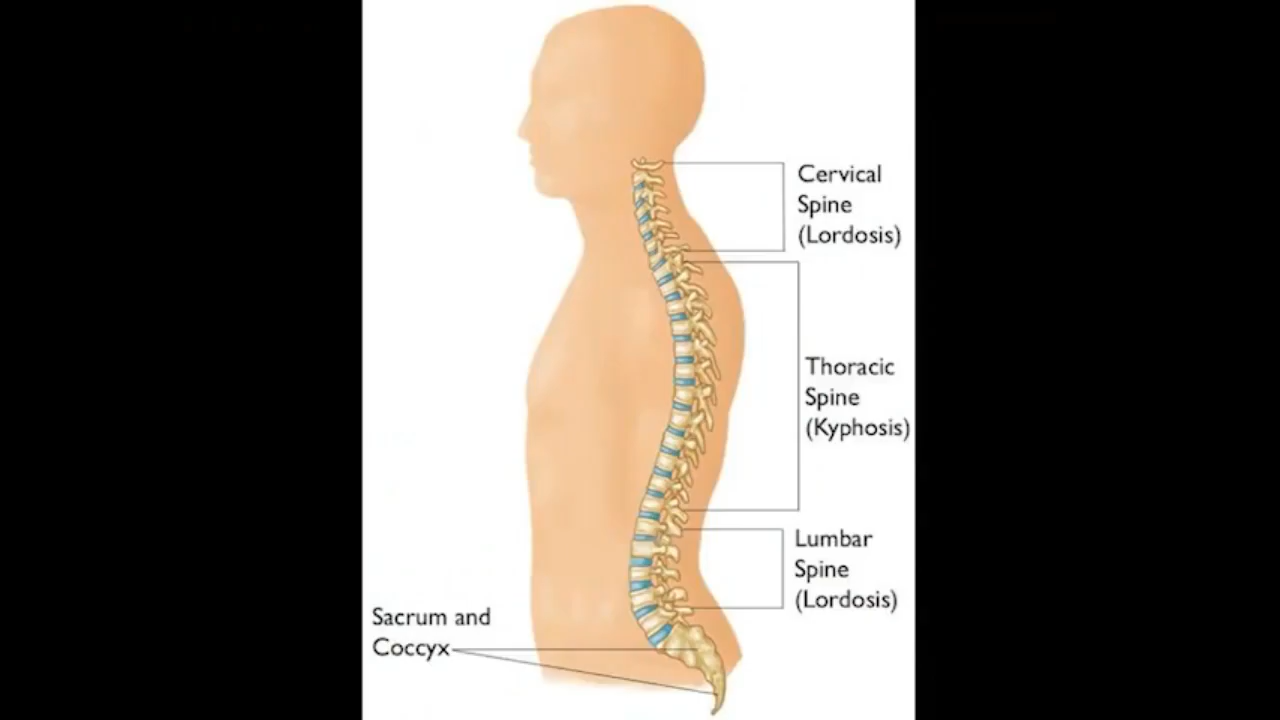 Cervical
Spine
(Lordosis)
Thoracic
Spine
(Kyphosis)
Lumbar
Spine
(Lordosis)
Sacrum and
Coccyx